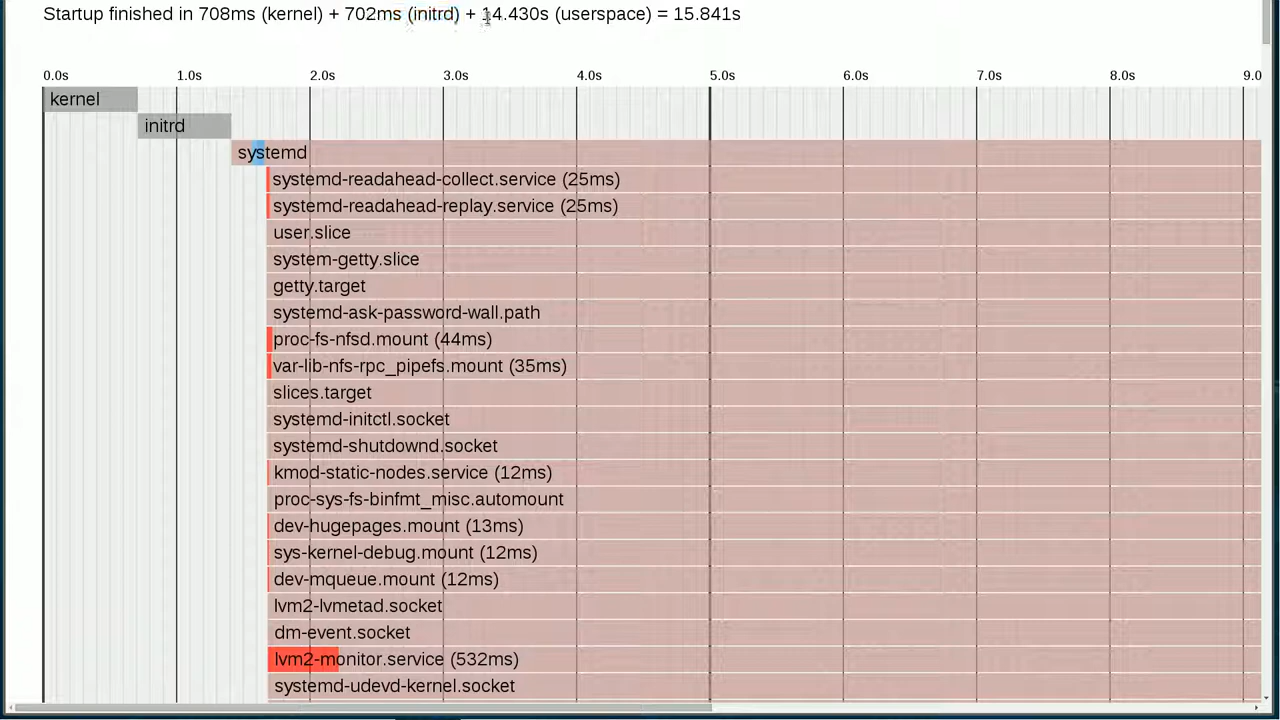 Startup finished in 708ms (kernel) + 702ms (initrd) + 14.430s (userspace) = 15.841s
0.0s 1.0s 2.0s 3.0s 4.0s 5.0s 6.0s 7.0s 8.0s 9.0
kernel
initrd
systemd
systemd-readahead-collect.service (25ms)
systemd-readahead-replay.service (25ms)
user.slice
system-getty.slice
getty.target
systemd-ask-password-wall.path
proc-fs-nfsd.mount (44ms)
var-lib-nfs-rpc_pipefs.mount (35ms)
slices.target
systemd-initctl.socket
systemd-shutdownd.socket
kmod-static-nodes.service (12ms)
proc-sys-fs-binfmt_misc.automount
dev-hugepages.mount (13ms)
sys-kernel-debug.mount (12ms)
dev-mqueue.mount (12ms)
lvm2-lvmetad.socket
dm-event.socket
lvm2-monitor.service (532ms)
systemd-udevd-kernel.socket